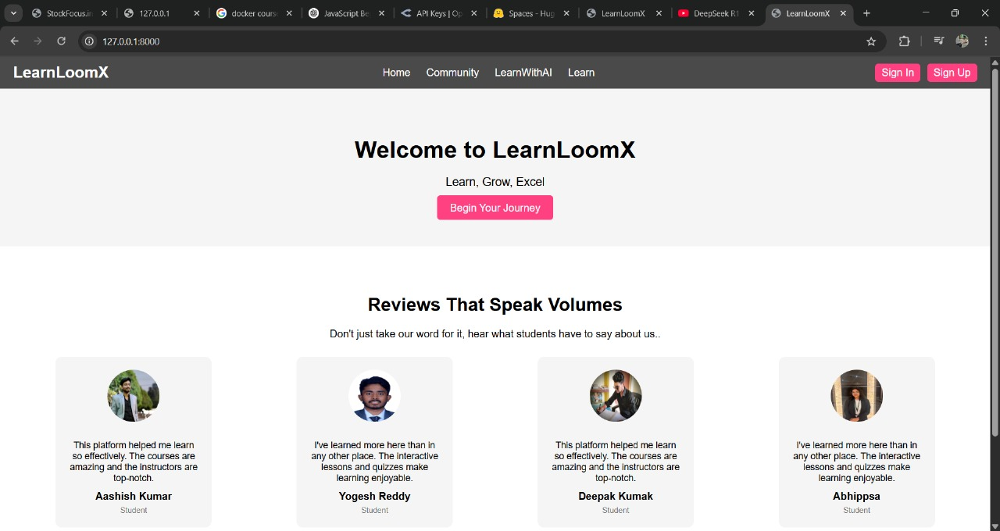 StockFocus.in
127.0.0.1
docker cours
JavaScript Be
API Keys | Op
Spaces - Hug
LearnLoomX
DeepSeek R1
LearnLoomX
127.0.0.1:8000
LearnLoomX
Home
Community
LearnWithAI
Learn
Sign In
Sign Up
Welcome to LearnLoomX
Learn, Grow, Excel
Begin Your Journey
Reviews That Speak Volumes
Don't just take our word for it, hear what students have to say about us..
This platform helped me learn
so effectively. The courses are
amazing and the instructors are
top-notch.
Aashish Kumar
Student
I've learned more here than in
any other place. The interactive
lessons and quizzes make
learning enjoyable.
Yogesh Reddy
Student
This platform helped me learn
so effectively. The courses are
amazing and the instructors are
top-notch.
Deepak Kumak
Student
I've learned more here than in
any other place. The interactive
lessons and quizzes make
learning enjoyable.
Abhippsa
Student